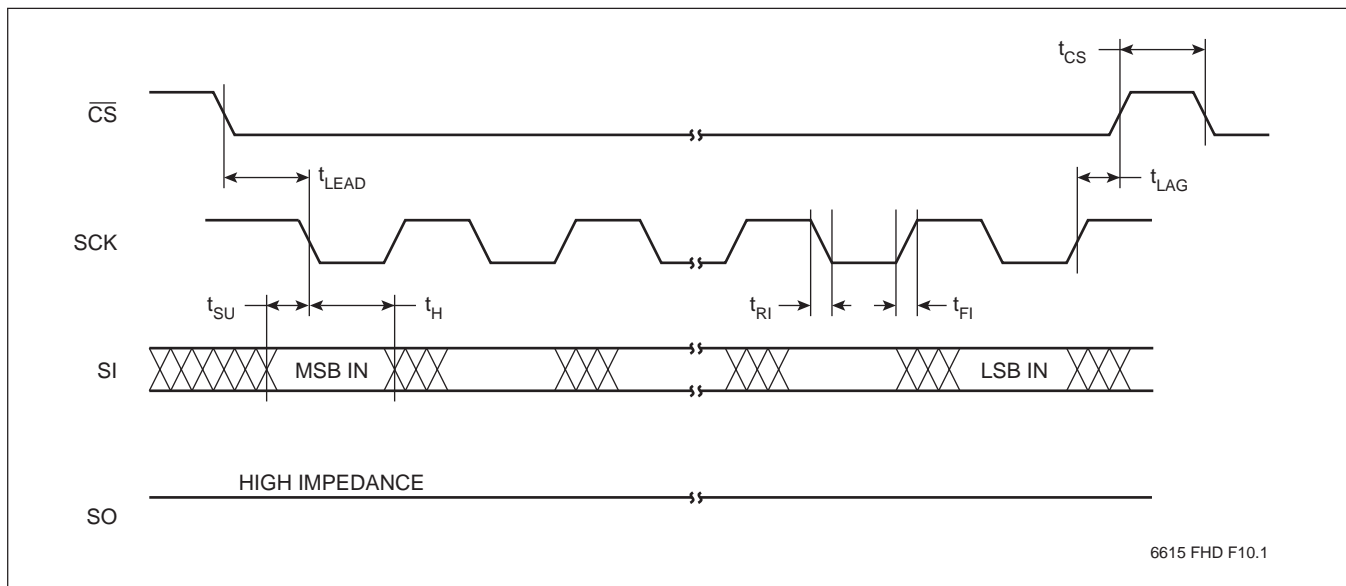 tCS
CS
tLEAD
tLAG
SCK
tSU
tH
tRI
tFI
SI
MSB IN
LSB IN
HIGH IMPEDANCE
SO
6615 FHD F10.1